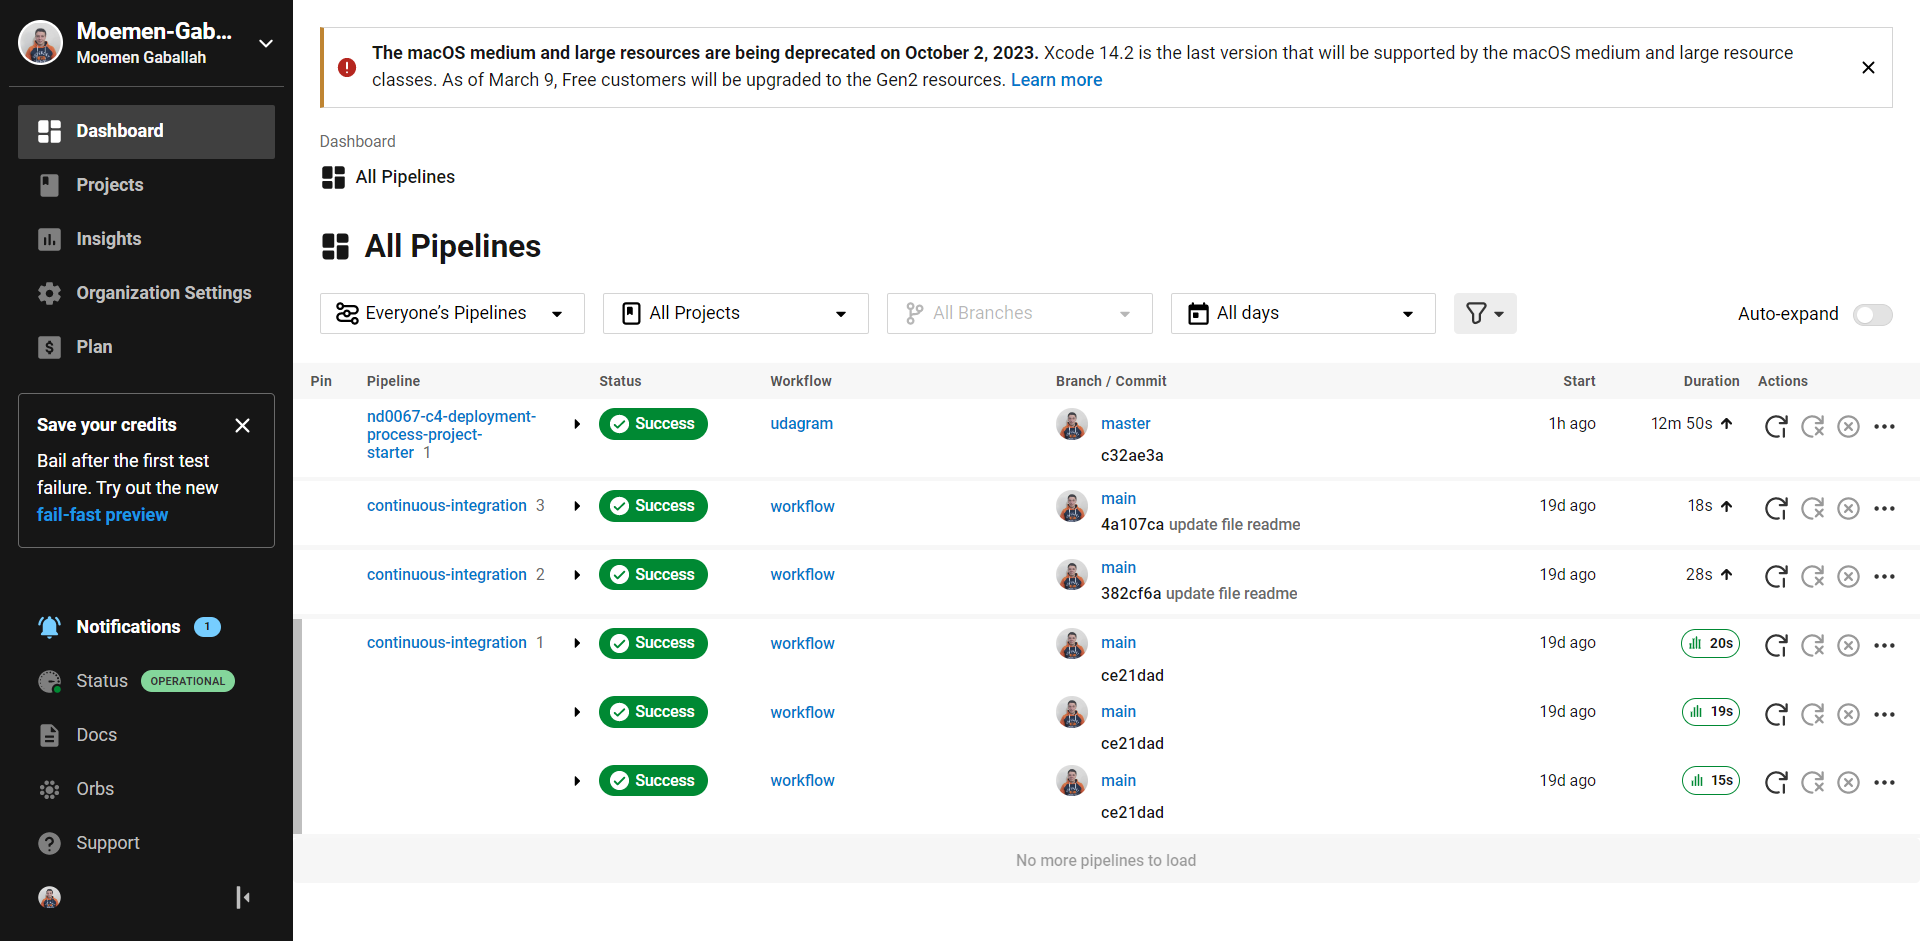 Moemen-Gab...
Moemen Gaballah
Dashboard
Projects
Insights
Organization Settings
Plan
Save your credits
Bail after the first test
failure. Try out the new
fail-fast preview
Notifications 1
Status OPERATIONAL
Docs
Orbs
Support
The macOS medium and large resources are being deprecated on October 2, 2023. Xcode 14.2 is the last version that will be supported by the macOS medium and large resource
classes. As of March 9, Free customers will be upgraded to the Gen2 resources. Learn more
Dashboard
All Pipelines
All Pipelines
Everyone’s Pipelines All Projects All Branches All days Auto-expand
Pin Pipeline Status Workflow Branch / Commit Start Duration Actions
nd0067-c4-deployment-
process-project-
starter 1
Success udagram master 1h ago 12m 50s
c32ae3a
continuous-integration 3 Success workflow main 19d ago 18s
4a107ca update file readme
continuous-integration 2 Success workflow main 19d ago 28s
382cf6a update file readme
continuous-integration 1 Success workflow main 19d ago 20s
ce21dad
Success workflow main 19d ago 19s
ce21dad
Success workflow main 19d ago 15s
ce21dad
No more pipelines to load